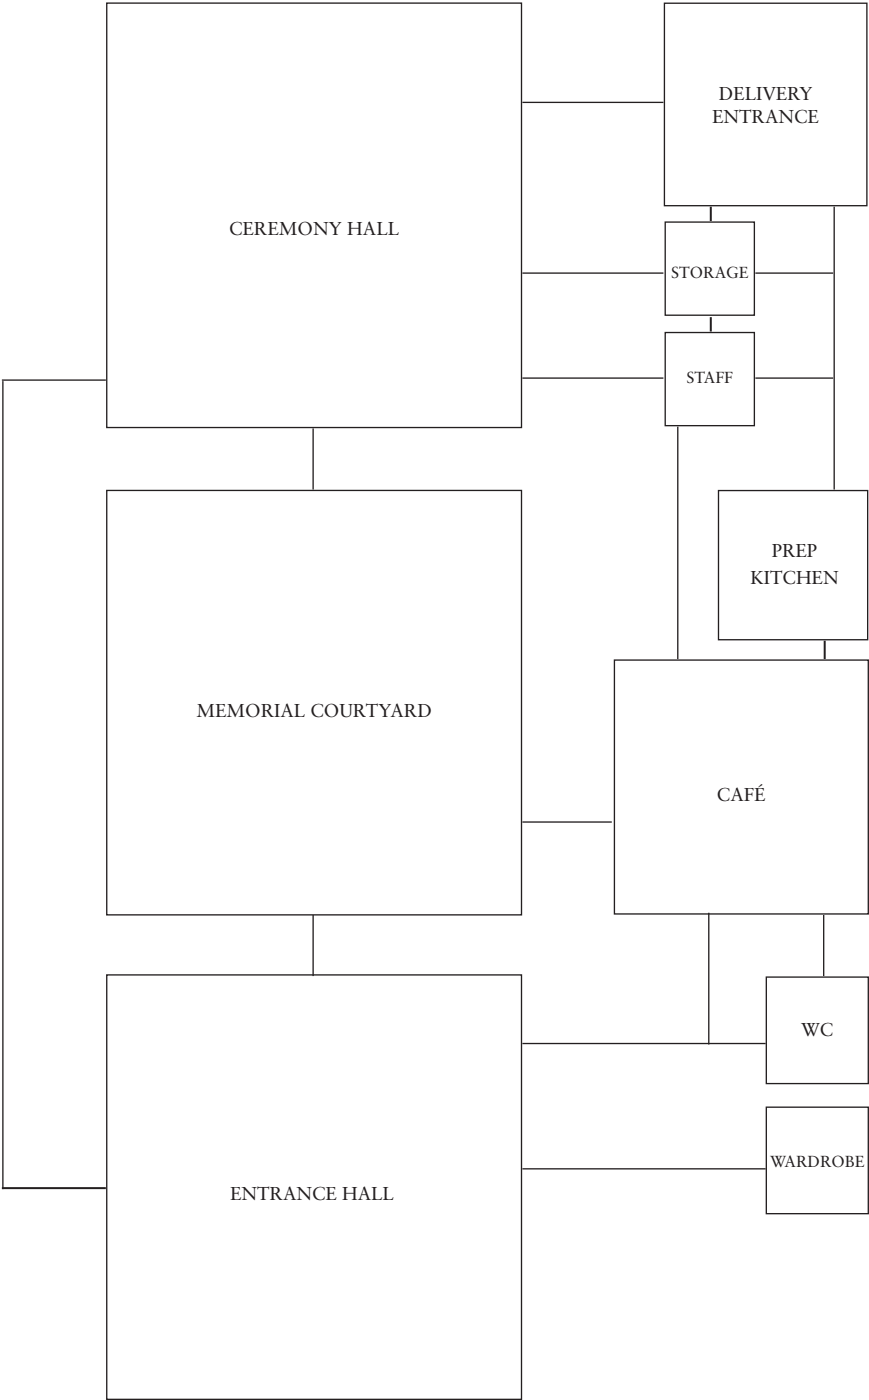 DELIVERY
ENTRANCE
CEREMONY HALL
STORAGE
STAFF
PREP
KITCHEN
MEMORIAL COURTYARD
CAFÉ
WC
WARDROBE
ENTRANCE HALL